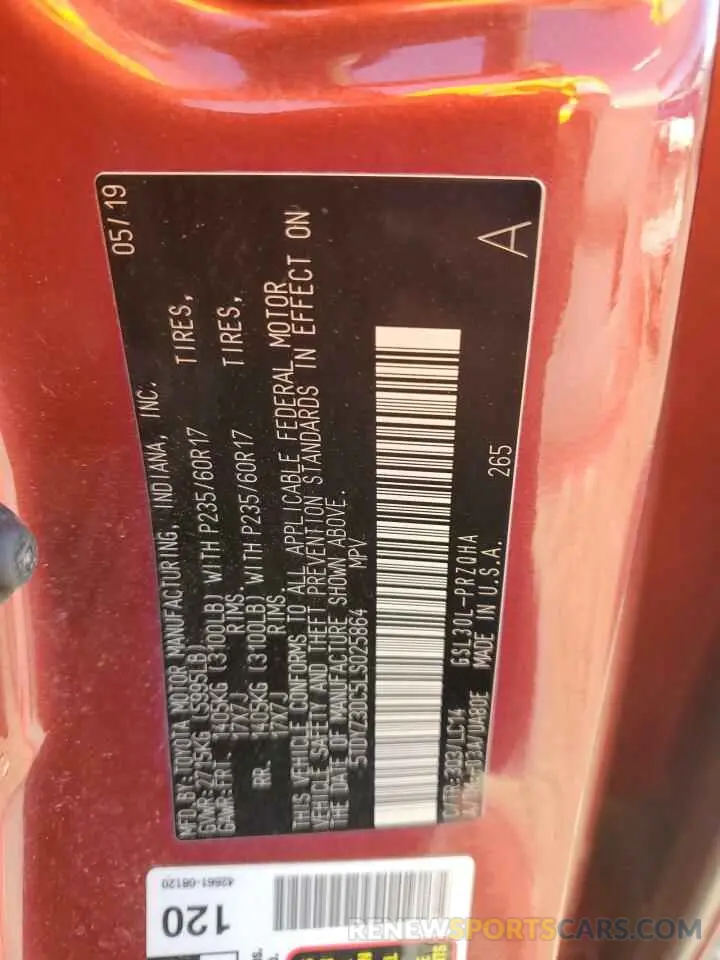 05/19
MFD BY: TOYOTA MOTOR MANUFACTURING, INDIANA, INC.
GVWR: 2715KG (5995LB)
GAWR: FRT 1405KG (3100LB) WITH P235/60R17 TIRES,
17X7J RIMS.
RR. 1405KG (3100LB) WITH P235/60R17 TIRES,
17X7J RIMS.
THIS VEHICLE CONFORMS TO ALL APPLICABLE FEDERAL MOTOR
VEHICLE SAFETY AND THEFT PREVENTION STANDARDS IN EFFECT ON
THE DATE OF MANUFACTURE SHOWN ABOVE.
5TDYZ3DC5LS025864 MPV
A
C/TR: 3Q3/LC14 GSL30L-PRZQHA 265
MADE IN U.S.A.
42661-08120
120
RENEWSPORTSCARS.COM